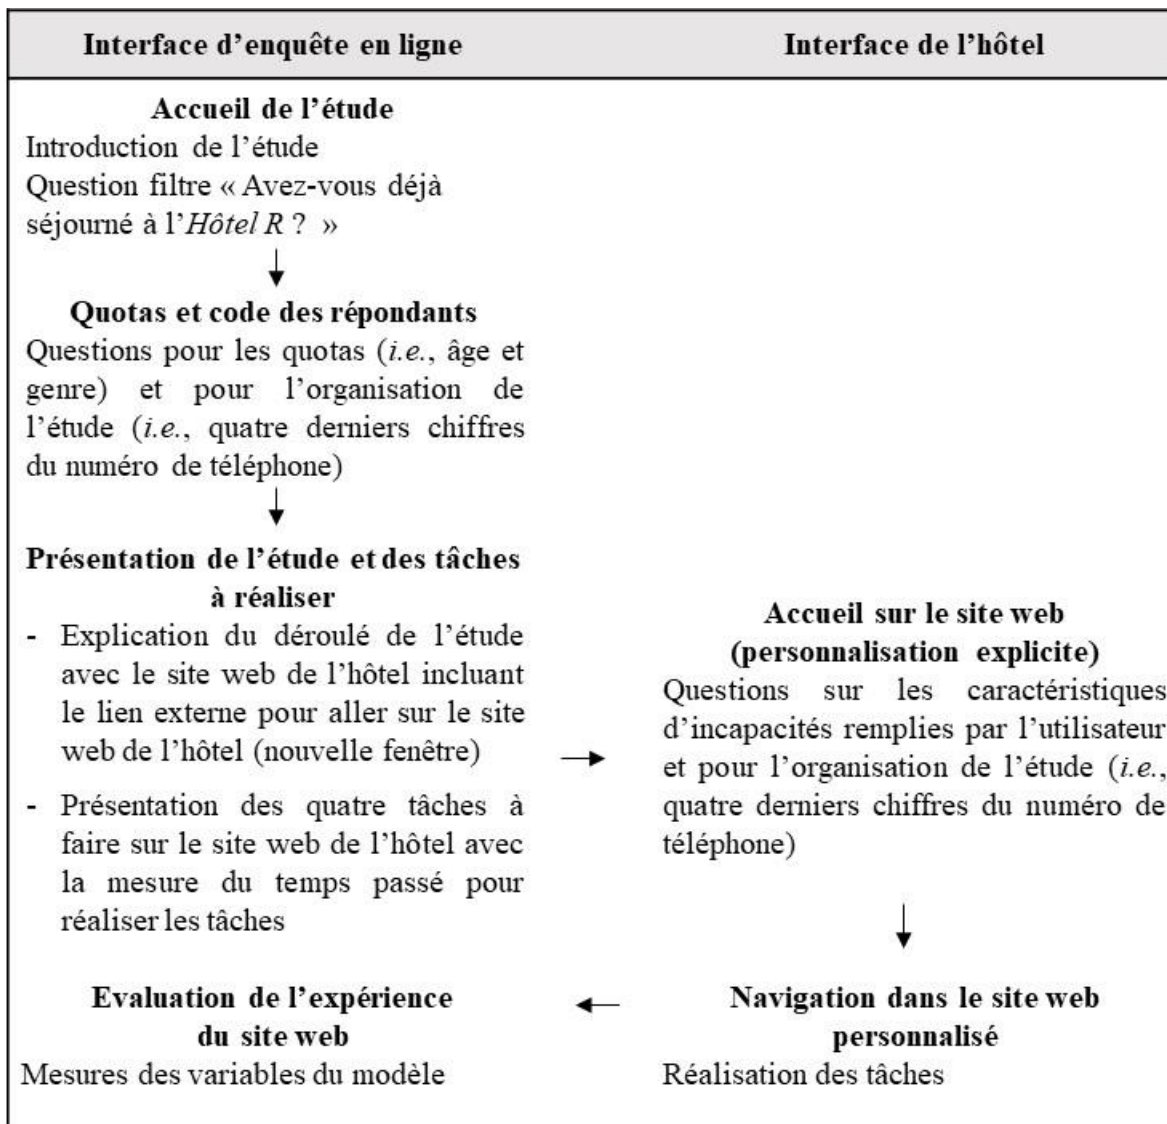 Interface d’enquête en ligne
Interface de l’hôtel
Accueil de l’étude
Introduction de l’étude
Question filtre « Avez-vous déjà
séjourné à l’Hôtel R ? »
Quotas et code des répondants
Questions pour les quotas (i.e., âge et
genre) et pour l’organisation de
l’étude (i.e., quatre derniers chiffres
du numéro de téléphone)
Présentation de l’étude et des tâches
à réaliser
- Explication du déroulé de l’étude
avec le site web de l’hôtel incluant
le lien externe pour aller sur le site
web de l’hôtel (nouvelle fenêtre)
- Présentation des quatre tâches à
faire sur le site web de l’hôtel avec
la mesure du temps passé pour
réaliser les tâches
Accueil sur le site web
(personnalisation explicite)
Questions sur les caractéristiques
d’incapacités remplies par l’utilisateur
et pour l’organisation de l’étude (i.e.,
quatre derniers chiffres du numéro de
téléphone)
Navigation dans le site web
personnalisé
Réalisation des tâches
Evaluation de l’expérience
du site web
Mesures des variables du modèle